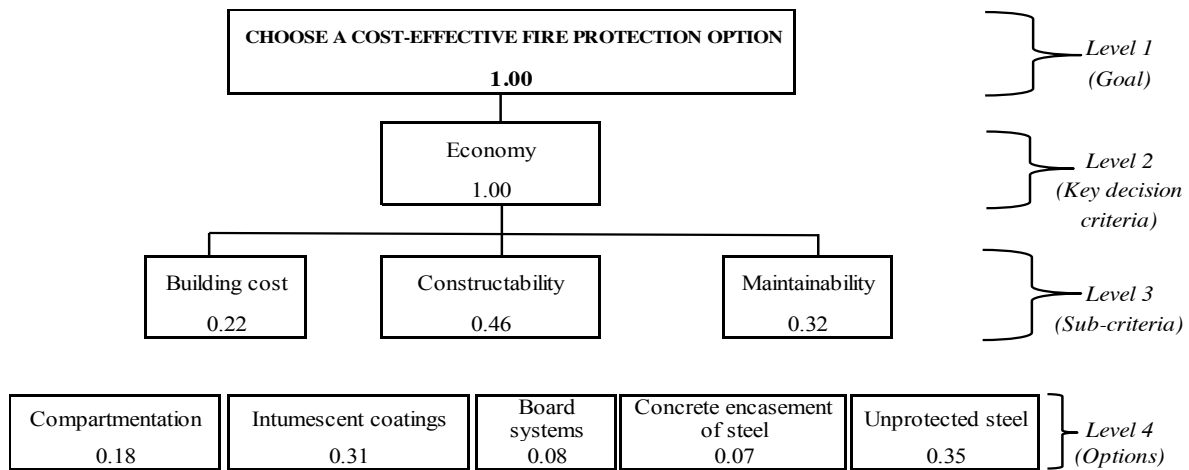 CHOOSE A COST-EFFECTIVE FIRE PROTECTION OPTION
1.00
Level 1
(Goal)
Economy
1.00
Level 2
(Key decision
criteria)
Building cost
0.22
Constructability
0.46
Maintainability
0.32
Level 3
(Sub-criteria)
Compartmentation
0.18
Intumescent coatings
0.31
Board
systems
0.08
Concrete encasement
of steel
0.07
Unprotected steel
0.35
Level 4
(Options)